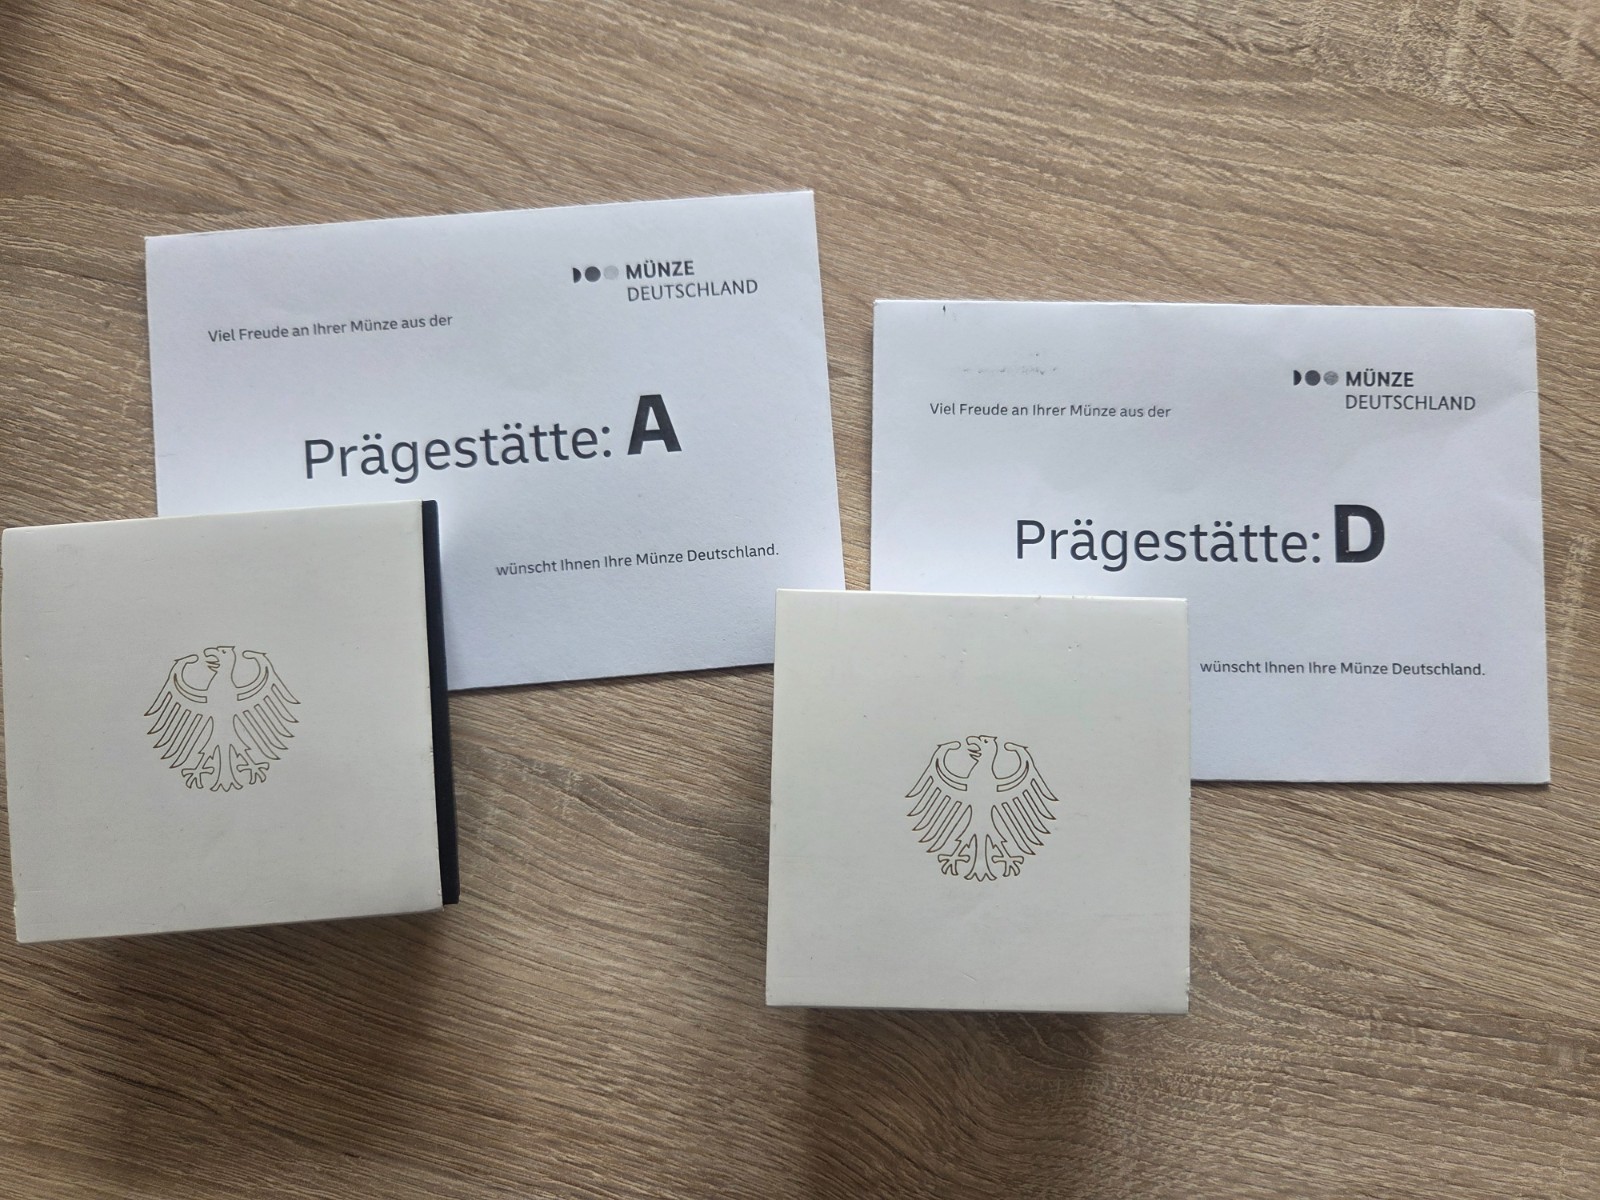 MÜNZE
DEUTSCHLAND
Viel Freude an Ihrer Münze aus der
Prägestätte: A
wünscht Ihnen Ihre Münze Deutschland.
MÜNZE
DEUTSCHLAND
Viel Freude an Ihrer Münze aus der
Prägestätte: D
wünscht Ihnen Ihre Münze Deutschland.